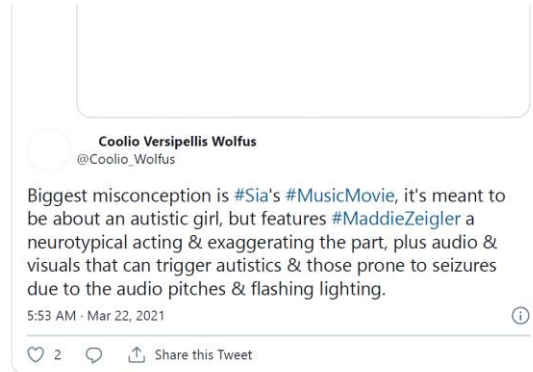 Coolio Versipellis Wolfus
@Coolio_Wolfus
Biggest misconception is #Sia's #MusicMovie, it's meant to
be about an autistic girl, but features #MaddieZeigler a
neurotypical acting & exaggerating the part, plus audio &
visuals that can trigger autistics & those prone to seizures
due to the audio pitches & flashing lighting.
5:53 AM · Mar 22, 2021
2 Share this Tweet